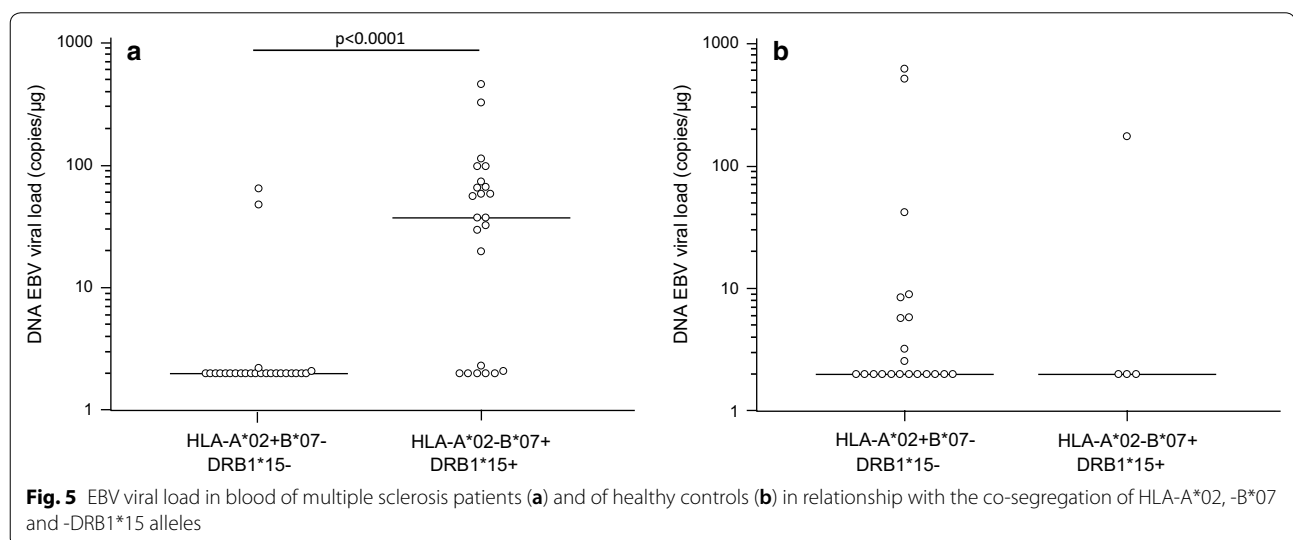 a
p<0.0001
DNA EBV viral load (copies/µg)
1000
100
10
1
HLA-A*02+B*07-
DRB1*15-
HLA-A*02-B*07+
DRB1*15+
b
DNA EBV viral load (copies/µg)
1000
100
10
1
HLA-A*02+B*07-
DRB1*15-
HLA-A*02-B*07+
DRB1*15+
Fig. 5 EBV viral load in blood of multiple sclerosis patients (a) and of healthy controls (b) in relationship with the co-segregation of HLA-A*02, -B*07
and -DRB1*15 alleles